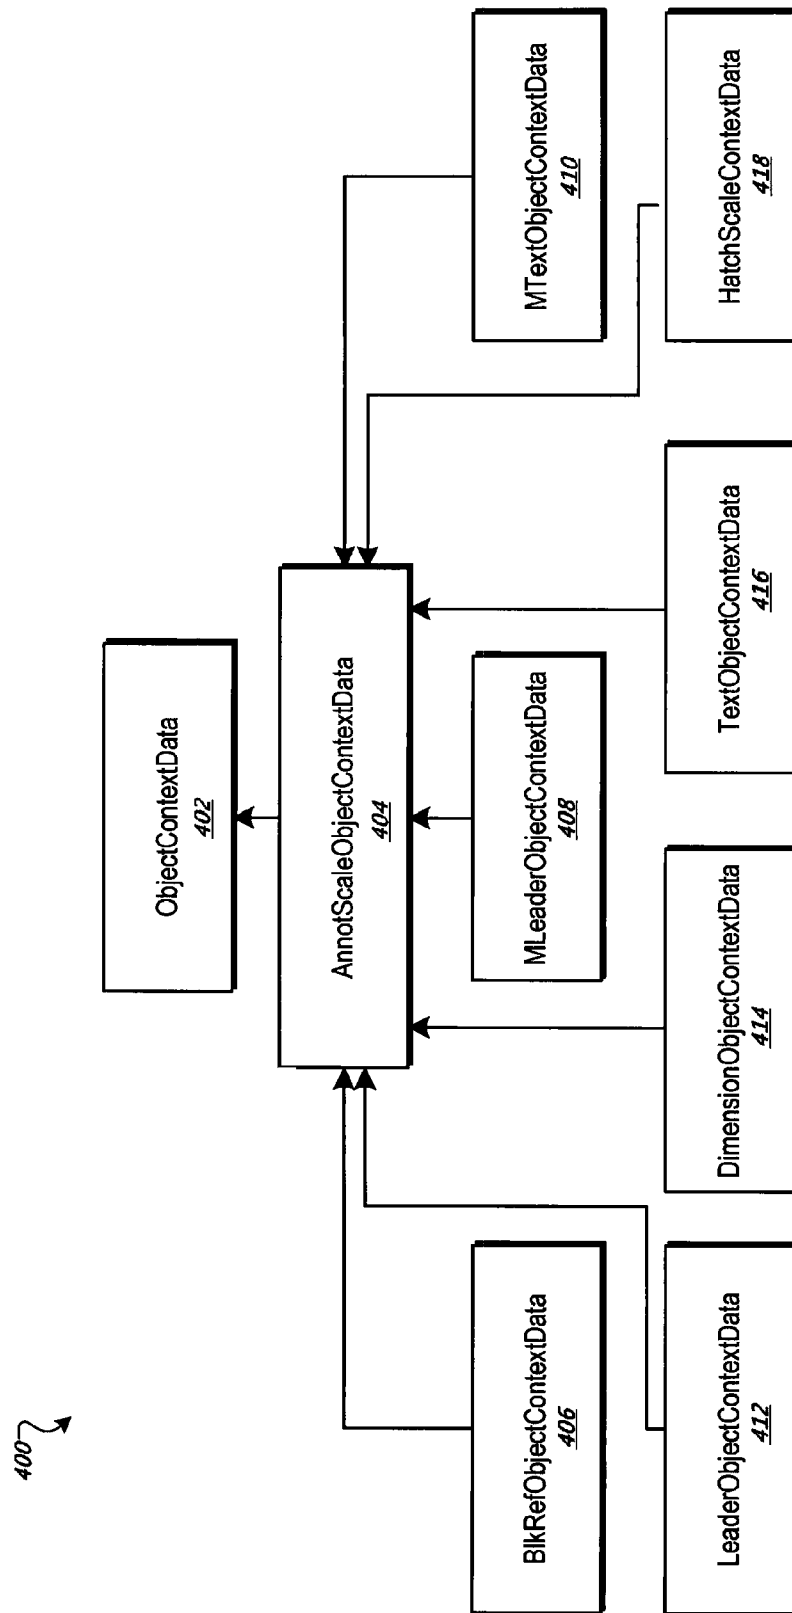 400
ObjectContextData
402
AnnotScaleObjectContextData
404
BlkRefObjectContextData
406
MLeaderObjectContextData
408
MTextObjectContextData
410
LeaderObjectContextData
412
DimensionObjectContextData
414
TextObjectContextData
416
HatchScaleContextData
418